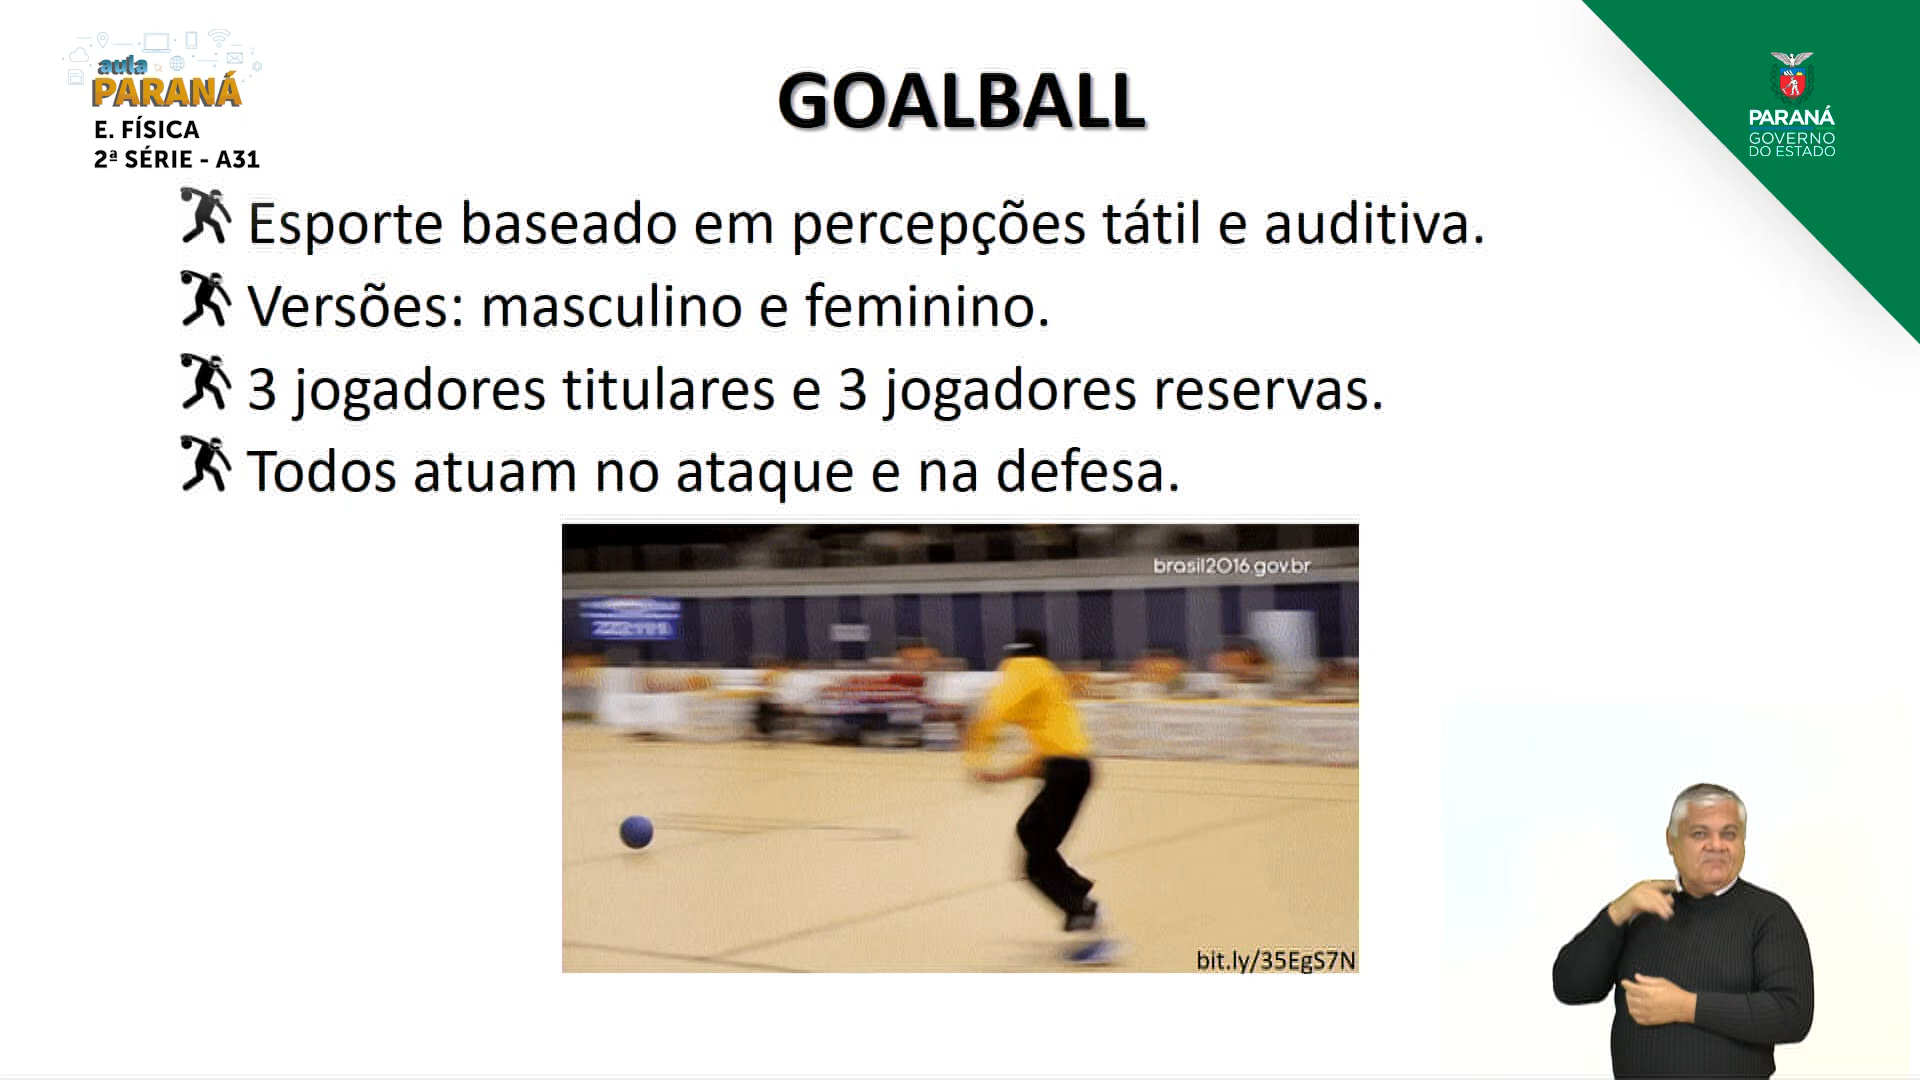 aula
PARANÁ
E. FÍSICA
2ª SÉRIE - A31
GOALBALL
PARANÁ
GOVERNO
DO ESTADO
Esporte baseado em percepções tátil e auditiva.
Versões: masculino e feminino.
3 jogadores titulares e 3 jogadores reservas.
Todos atuam no ataque e na defesa.
brasil2016.gov.br
bit.ly/35EgS7N